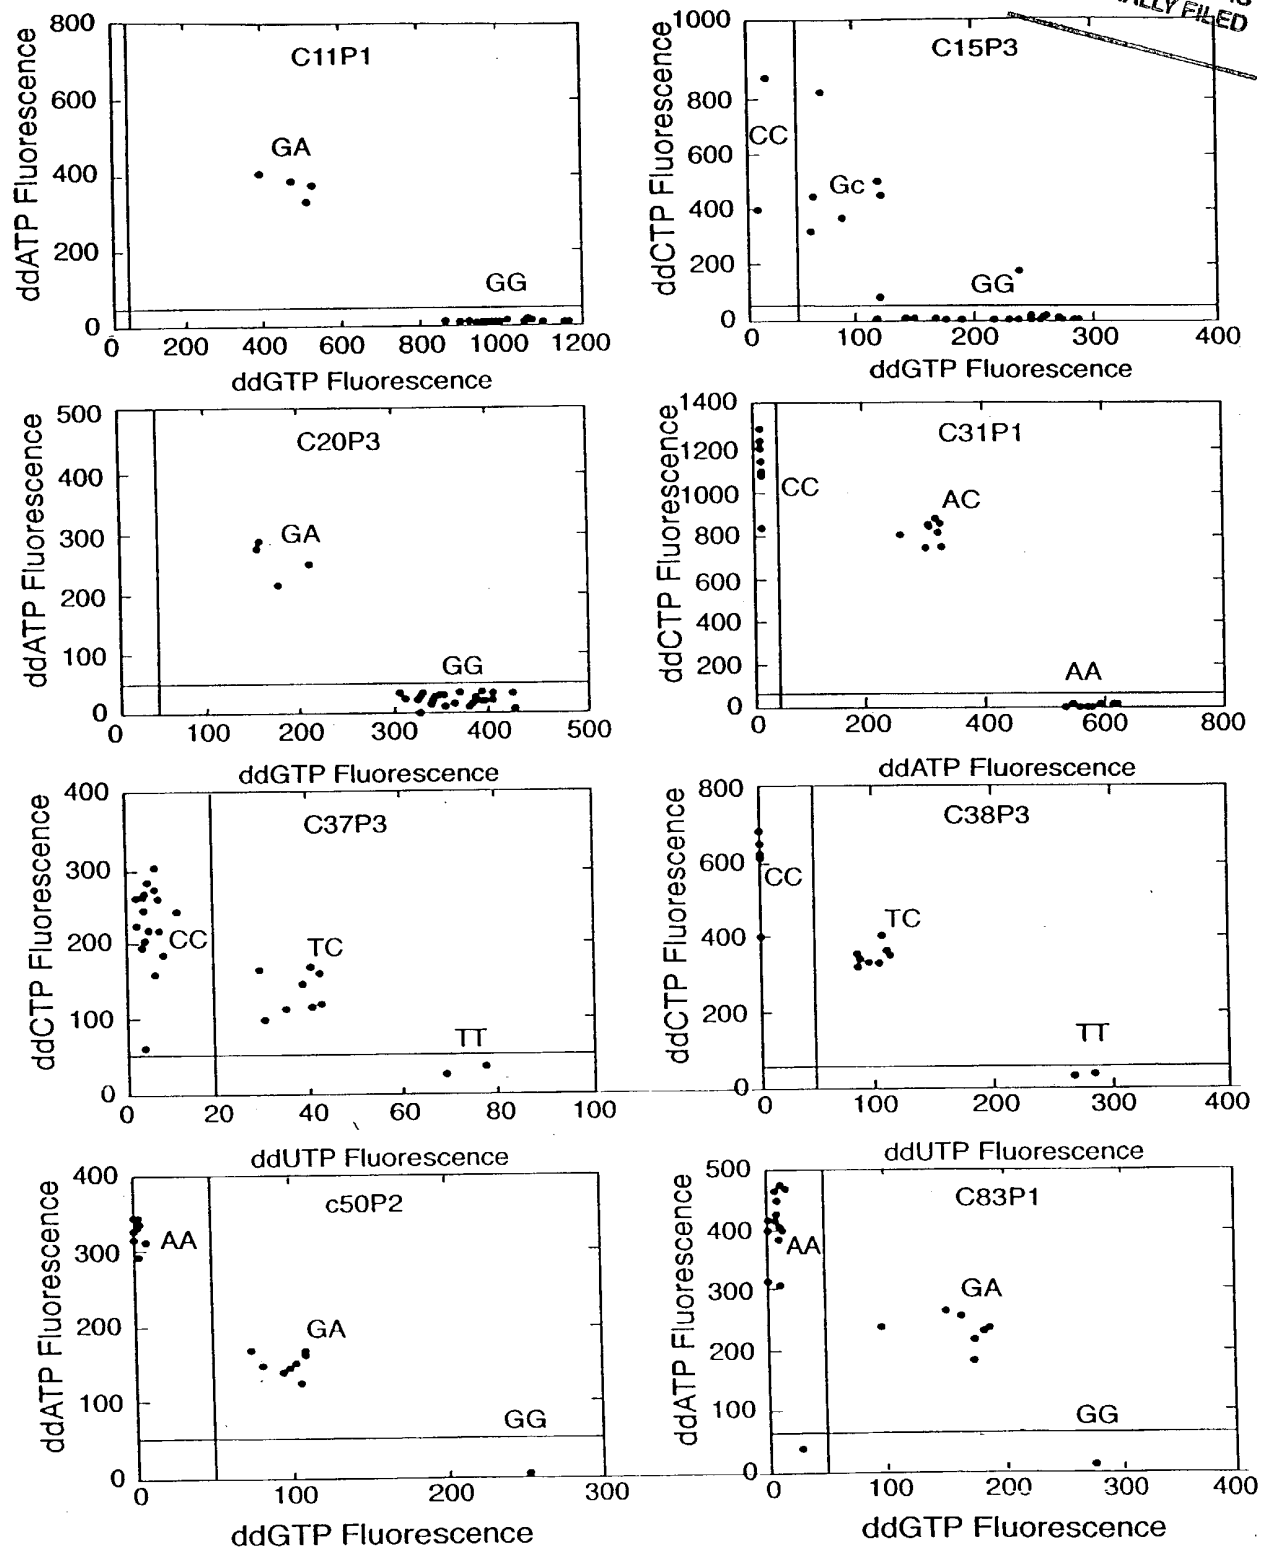 ALLY FILED
800
C11P1
600
GA
400
200
GG
0
0 200 400 600 800 1000 1200
ddATP Fluorescence
ddGTP Fluorescence
1000
C15P3
800
CC
600
Gc
400
200
GG
0
0 100 200 300 400
ddCTP Fluorescence
ddGTP Fluorescence
500
C20P3
400
300
GA
200
100
GG
0
0 100 200 300 400 500
ddATP Fluorescence
ddGTP Fluorescence
1400
C31P1
1200
CC
1000
AC
800
600
400
200
AA
0
0 200 400 600 800
ddCTP Fluorescence
ddATP Fluorescence
400
C37P3
300
200
CC
TC
100
TT
0
0 20 40 60 80 100
ddCTP Fluorescence
ddUTP Fluorescence
800
C38P3
600
CC
TC
400
200
TT
0
0 100 200 300 400
ddCTP Fluorescence
ddUTP Fluorescence
400
c50P2
AA
300
200
GA
100
GG
0
0 100 200 300
ddATP Fluorescence
ddGTP Fluorescence
500
C83P1
400
AA
300
GA
200
100
GG
0
0 100 200 300 400
ddATP Fluorescence
ddGTP Fluorescence